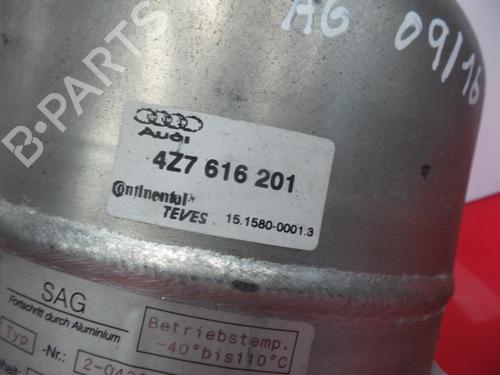 AG 09/16
B-PARTS
Audi
4Z7 616 201
Continental
TEVES 15.1580-0001.3
SAG
Fortschritt durch Aluminium
Betriebstemp.
-40°bis110°C
Typ
-Nr.: